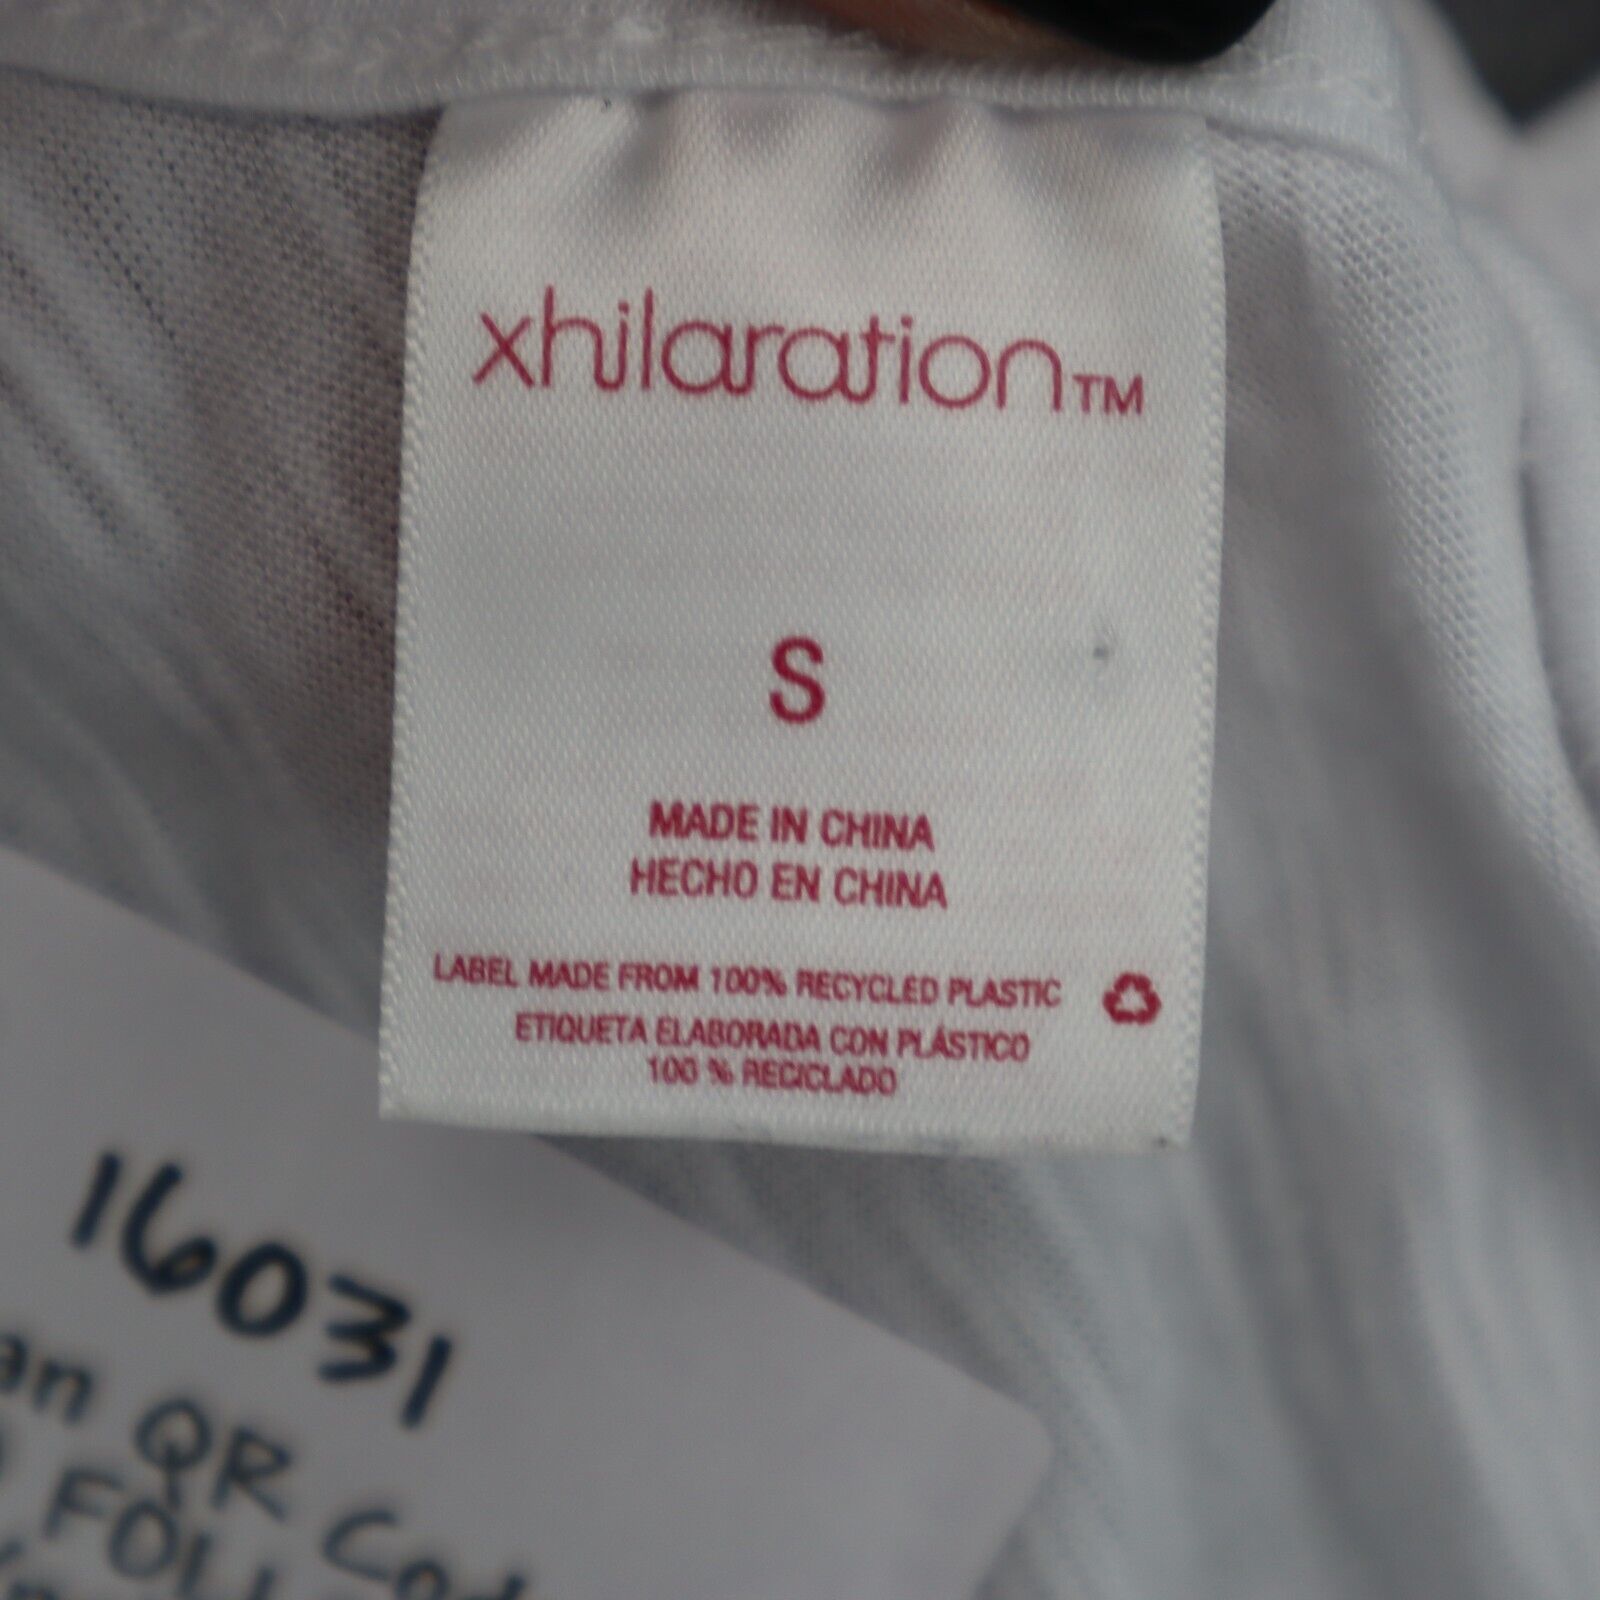 xhilaration™
S
MADE IN CHINA
HECHO EN CHINA
LABEL MADE FROM 100% RECYCLED PLASTIC
ETIQUETA ELABORADA CON PLÁSTICO
100 % RECICLADO
16031
QR